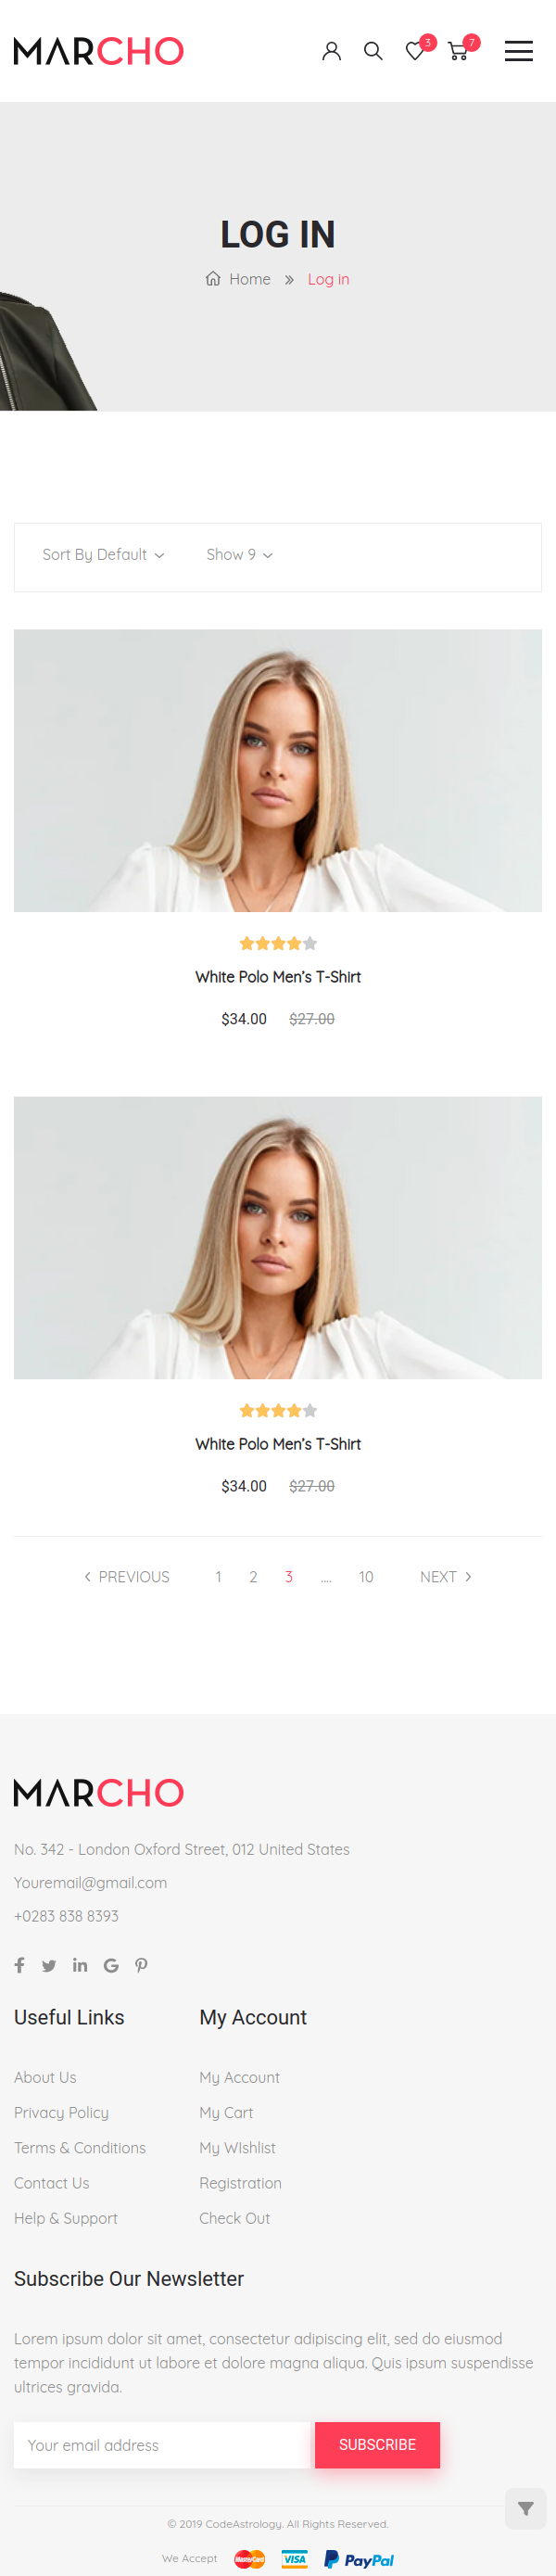 MARCHO
3
7
LOG IN
Home » Log in
Sort By Default
Show 9
White Polo Men’s T-Shirt
$34.00 $27.00
White Polo Men’s T-Shirt
$34.00 $27.00
PREVIOUS 1 2 3 .... 10 NEXT
MARCHO
No. 342 - London Oxford Street, 012 United States
Youremail@gmail.com
+0283 838 8393
Useful Links
About Us
Privacy Policy
Terms & Conditions
Contact Us
Help & Support
My Account
My Account
My Cart
My WIshlist
Registration
Check Out
Subscribe Our Newsletter
Lorem ipsum dolor sit amet, consectetur adipiscing elit, sed do eiusmod
tempor incididunt ut labore et dolore magna aliqua. Quis ipsum suspendisse
ultrices gravida.
Your email address
SUBSCRIBE
© 2019 CodeAstrology. All Rights Reserved.
We Accept MasterCard VISA PayPal